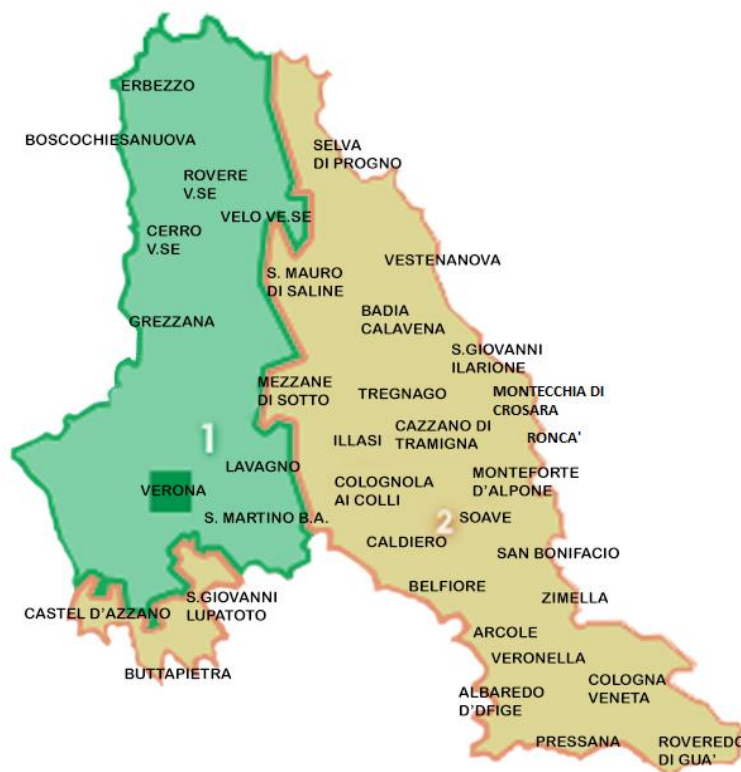 ERBEZZO
BOSCOCHIESANUOVA
SELVA
DI PROGNO
ROVERE
V.SE
VELO VE.SE
CERRO
V.SE
VESTENANOVA
S. MAURO
DI SALINE
BADIA
CALAVENA
GREZZANA
S.GIOVANNI
ILARIONE
MEZZANE
DI SOTTO
TREGNAGO
MONTECCHIA DI
CROSARA
CAZZANO DI
TRAMIGNA
1
ILLASI
RONCA'
LAVAGNO
COLOGNOLA
AI COLLI
MONTEFORTE
D'ALPONE
VERONA
S. MARTINO B.A.
2
SOAVE
CALDIERO
SAN BONIFACIO
BELFIORE
ZIMELLA
CASTEL D'AZZANO
S.GIOVANNI
LUPATOTO
ARCOLE
VERONELLA
BUTTAPIETRA
COLOGNA
VENETA
ALBAREDO
D'DFIGE
PRESSANA
ROVEREDO
DI GUA'